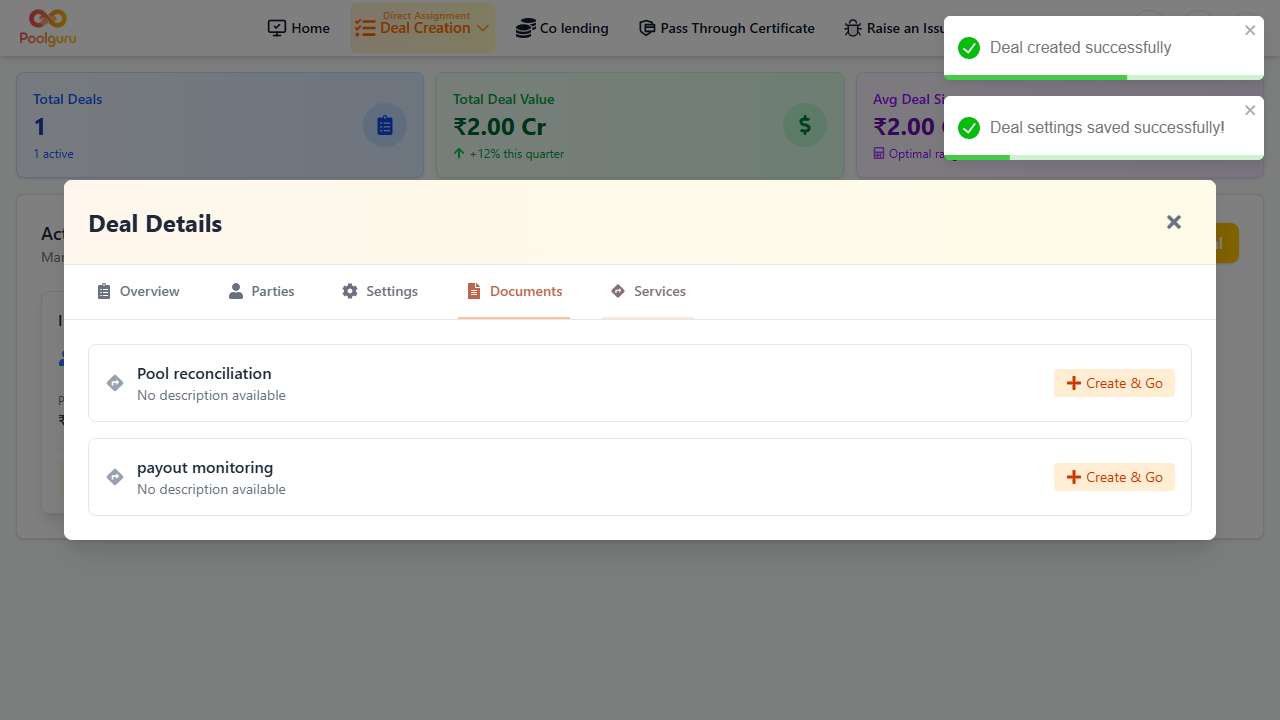 Poolguru
Home
Direct Assignment
Deal Creation
Co lending
Pass Through Certificate
Raise an Issu
Deal created successfully
Deal settings saved successfully!
Total Deals
1
1 active
Total Deal Value
₹2.00 Cr
+12% this quarter
Avg Deal Si
₹2.00
Optimal ra
Deal Details
Overview
Parties
Settings
Documents
Services
Pool reconciliation
No description available
Create & Go
payout monitoring
No description available
Create & Go